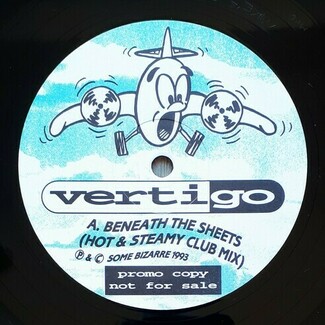 vertigo
A. BENEATH THE SHEETS
(HOT & STEAMY CLUB MIX)
℗ & © SOME BIZARRE 1993
promo copy
not for sale